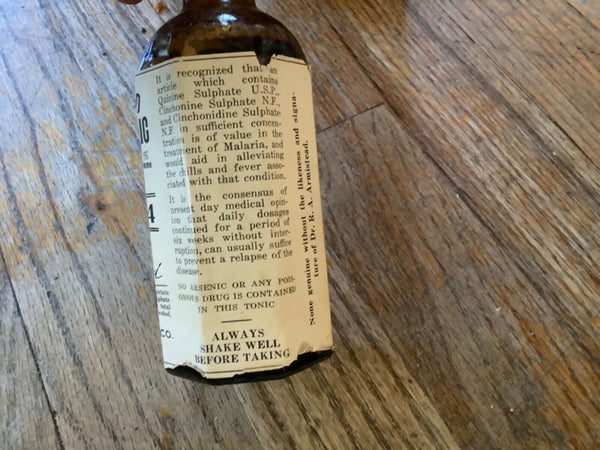 It is recognized that an
article which contains
Quinine Sulphate U.S.P.,
Cinchonine Sulphate N.F.,
and Cinchonidine Sulphate
N.F. in sufficient concen-
tration is of value in the
treatment of Malaria, and
would aid in alleviating
the chills and fever asso-
ciated with that condition.
It is the consensus of
present day medical opin-
ion that daily dosages
continued for a period of
six weeks without inter-
ruption, can usually suffice
to prevent a relapse of the
disease.
NO ARSENIC OR ANY POIS-
ONOUS DRUG IS CONTAINED
IN THIS TONIC
ALWAYS
SHAKE WELL
BEFORE TAKING
None genuine without the likeness and signa-
ture of Dr. R. A. Armistead.
IC
4
CO.